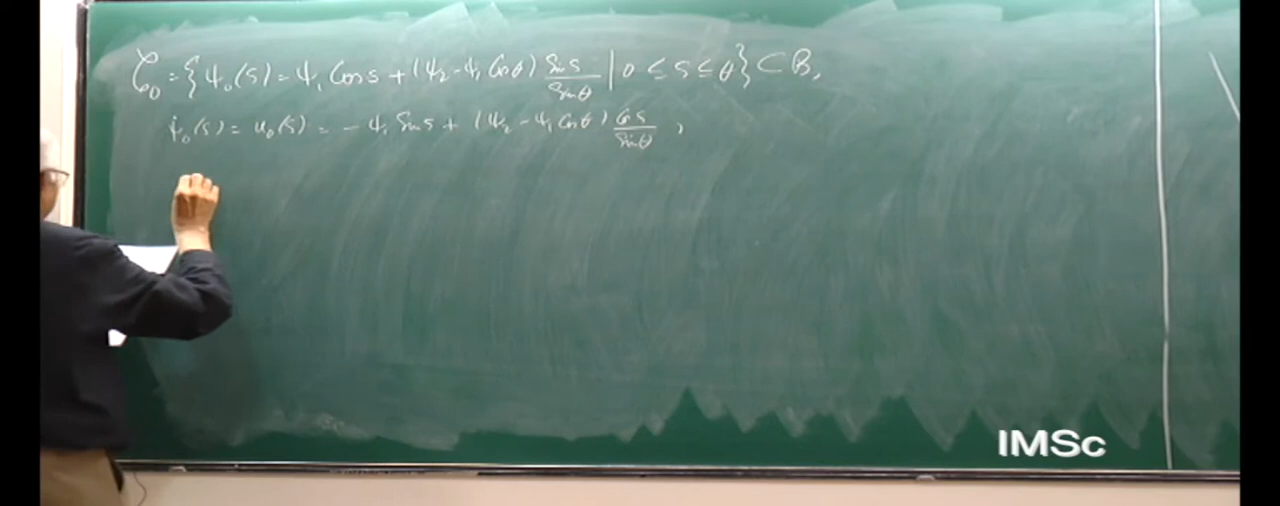 𝒞₀ = { ψ₀(s) = ψ₁ Cos s + (ψ₂ - ψ₁ Cos θ) Sin s / Sin θ | 0 ≤ s ≤ θ } ⊂ B,
ψ̇₀(s) = u₀(s) = - ψ₁ Sin s + (ψ₂ - ψ₁ Cos θ) Cos s / Sin θ ,
IMSc